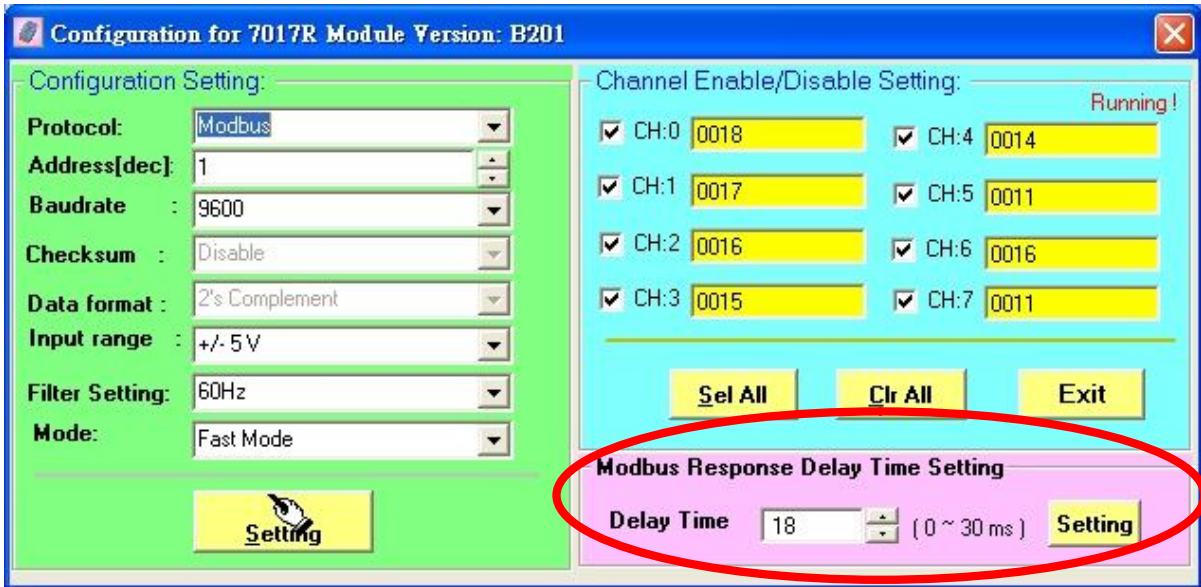 Configuration for 7017R Module Version: B201
Configuration Setting:
Protocol: Modbus
Address[dec]: 1
Baudrate : 9600
Checksum : Disable
Data format : 2's Complement
Input range : +/- 5 V
Filter Setting: 60Hz
Mode: Fast Mode
Setting
Channel Enable/Disable Setting:
Running !
CH:0 0018 CH:4 0014
CH:1 0017 CH:5 0011
CH:2 0016 CH:6 0016
CH:3 0015 CH:7 0011
Sel All Clr All Exit
Modbus Response Delay Time Setting
Delay Time 18 ( 0 ~ 30 ms ) Setting